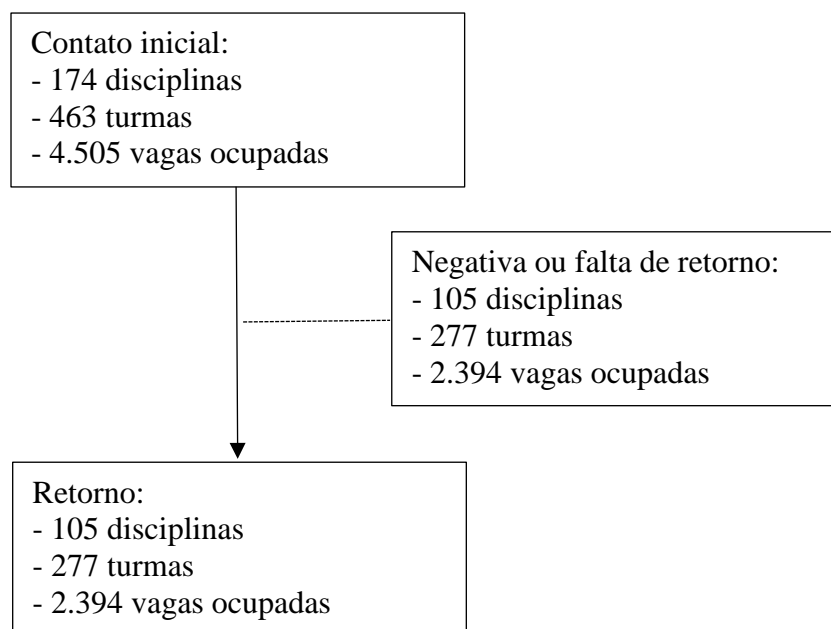 Contato inicial:
- 174 disciplinas
- 463 turmas
- 4.505 vagas ocupadas
Negativa ou falta de retorno:
- 105 disciplinas
- 277 turmas
- 2.394 vagas ocupadas
Retorno:
- 105 disciplinas
- 277 turmas
- 2.394 vagas ocupadas